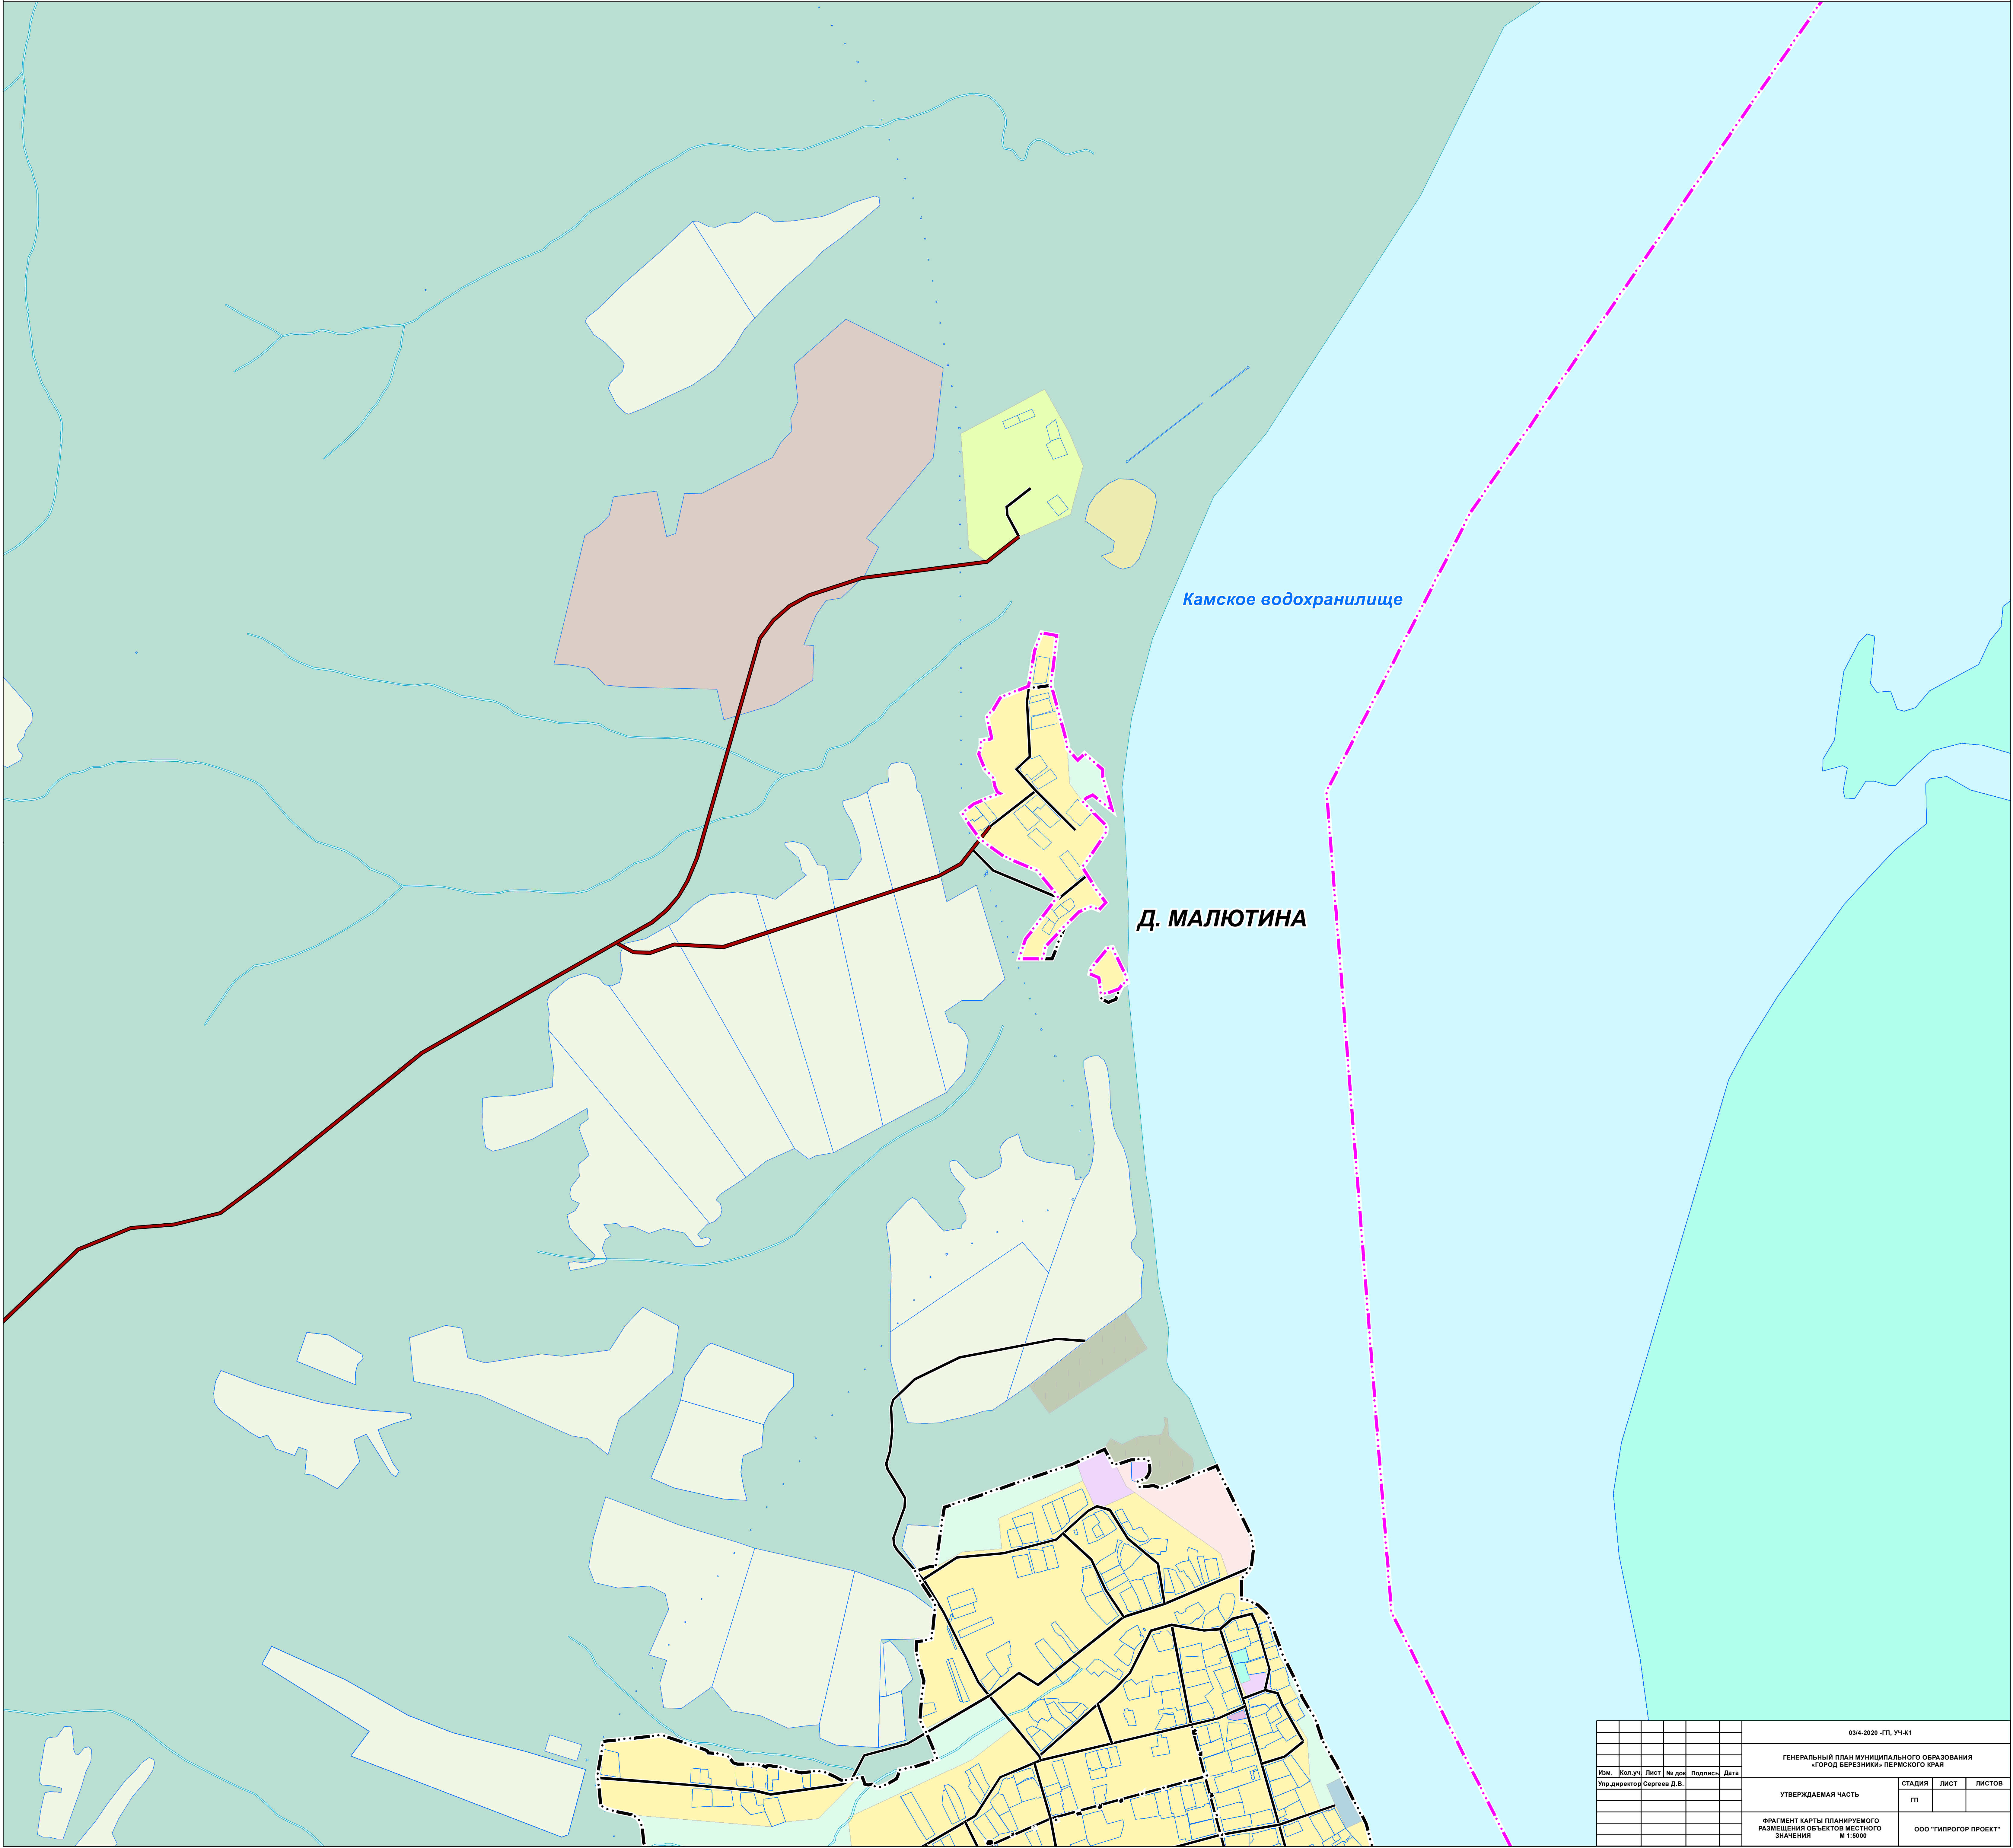 Камское водохранилище
Д. МАЛЮТИНА
03/4-2020 -ГП, УЧ-К1
ГЕНЕРАЛЬНЫЙ ПЛАН МУНИЦИПАЛЬНОГО ОБРАЗОВАНИЯ
«ГОРОД БЕРЕЗНИКИ» ПЕРМСКОГО КРАЯ
Изм. Кол.уч Лист № док Подпись Дата
Упр.директор Сергеев Д.В.
УТВЕРЖДАЕМАЯ ЧАСТЬ
СТАДИЯ ЛИСТ ЛИСТОВ
ГП
ФРАГМЕНТ КАРТЫ ПЛАНИРУЕМОГО
РАЗМЕЩЕНИЯ ОБЪЕКТОВ МЕСТНОГО
ЗНАЧЕНИЯ М 1:5000
ООО "ГИПРОГОР ПРОЕКТ"